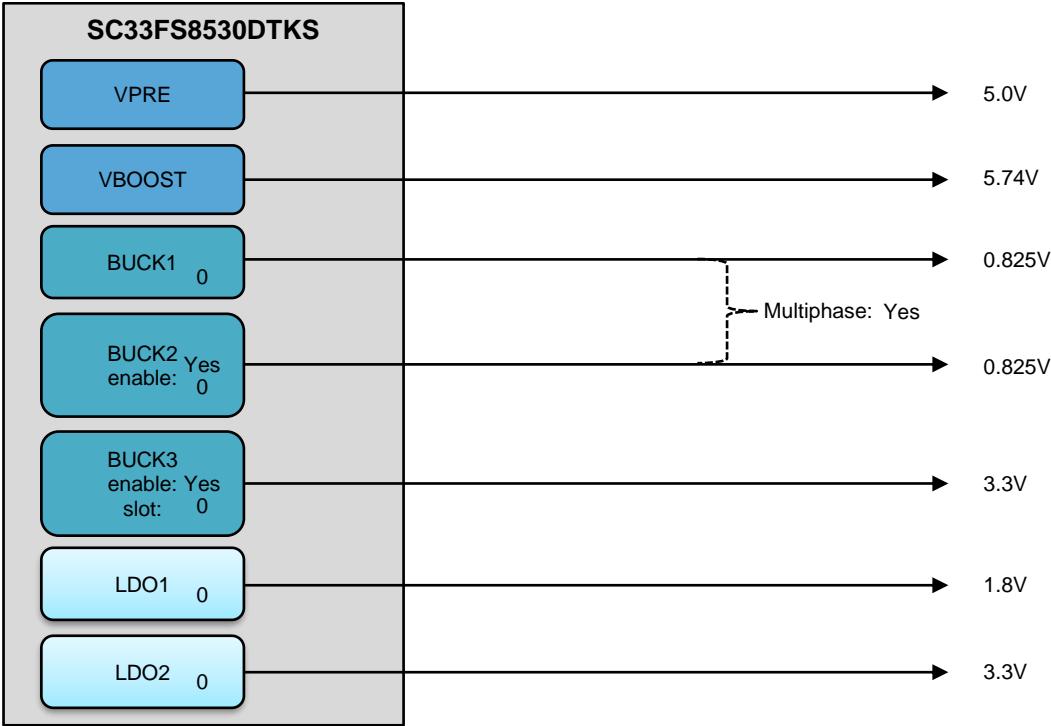 SC33FS8530DTKS
VPRE
5.0V
VBOOST
5.74V
BUCK1
0
0.825V
Multiphase: Yes
BUCK2
enable: Yes
0
0.825V
BUCK3
enable: Yes
slot: 0
3.3V
LDO1
0
1.8V
LDO2
0
3.3V